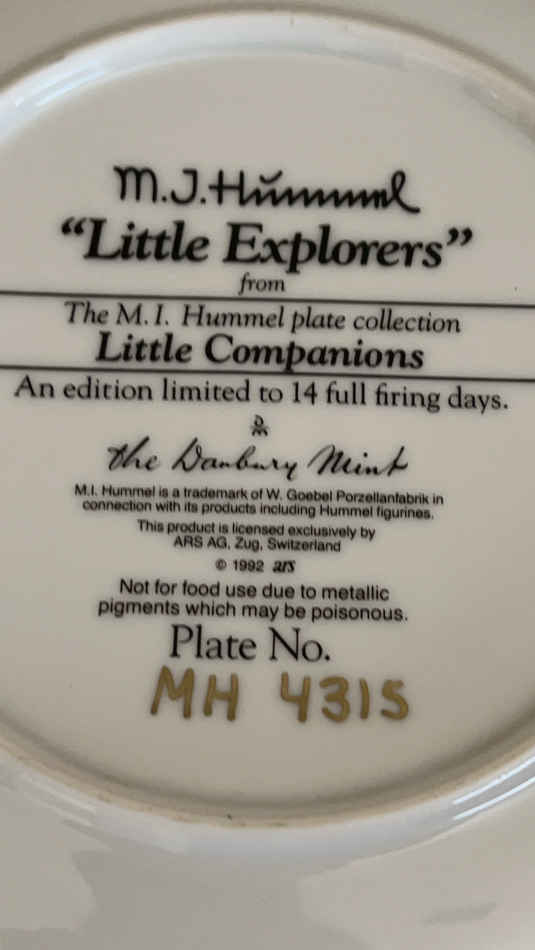 M.J. Hummel
“Little Explorers”
from
The M. I. Hummel plate collection
Little Companions
An edition limited to 14 full firing days.
DM
the Danbury Mint
M.I. Hummel is a trademark of W. Goebel Porzellanfabrik in
connection with its products including Hummel figurines.
This product is licensed exclusively by
ARS AG, Zug, Switzerland
© 1992 ars
Not for food use due to metallic
pigments which may be poisonous.
Plate No.
MH 4315